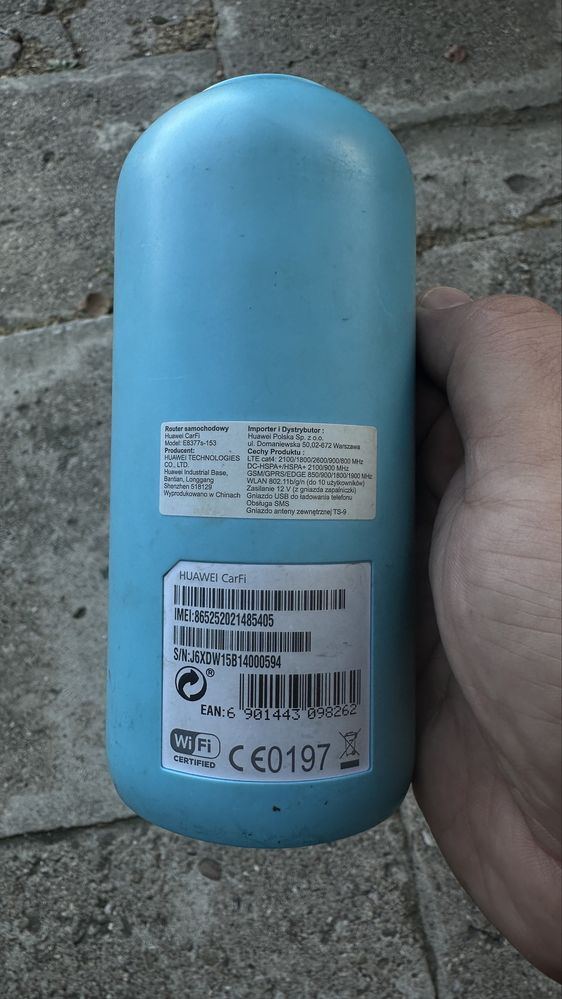 Router samochodowy
Huawei CarFi
Model: E8377s-153
Producent:
HUAWEI TECHNOLOGIES
CO., LTD.
Huawei Industrial Base,
Bantian, Longgang
Shenzhen 518129
Wyprodukowano w Chinach
Importer i Dystrybutor :
Huawei Polska Sp. z o.o.
ul. Domaniewska 50,02-672 Warszawa
Cechy Produktu :
LTE cat4: 2100/1800/2600/900/800 MHz
DC-HSPA+/HSPA+ 2100/900 MHz
GSM/GPRS/EDGE 850/900/1800/1900 MHz
WLAN 802.11b/g/n (do 10 użytkowników)
Zasilanie 12 V (z gniazda zapalniczki)
Gniazdo USB do ładowania telefonu
Obsługa SMS
Gniazdo anteny zewnętrznej TS-9
HUAWEI CarFi
IMEI:865252021485405
S/N:J6XDW15B14000594
®
EAN:6 901443 098262
Wi Fi
CERTIFIED
CE0197